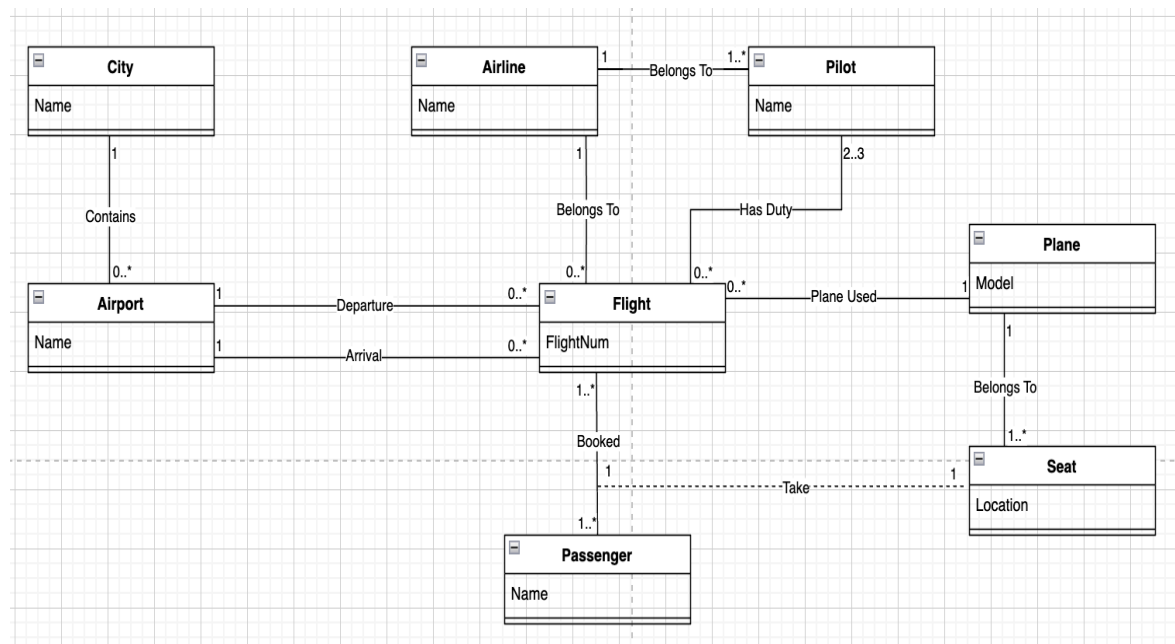 City
Name
Airline
Name
1
Belongs To
1..*
Pilot
Name
1
Contains
0..*
1
Belongs To
0..*
2..3
Has Duty
0..*
Airport
Name
1
Departure
0..*
1
Arrival
0..*
Flight
FlightNum
0..*
Plane Used
1
Plane
Model
1
Belongs To
1..*
1..*
Booked
1..*
1
Take
1
Seat
Location
Passenger
Name